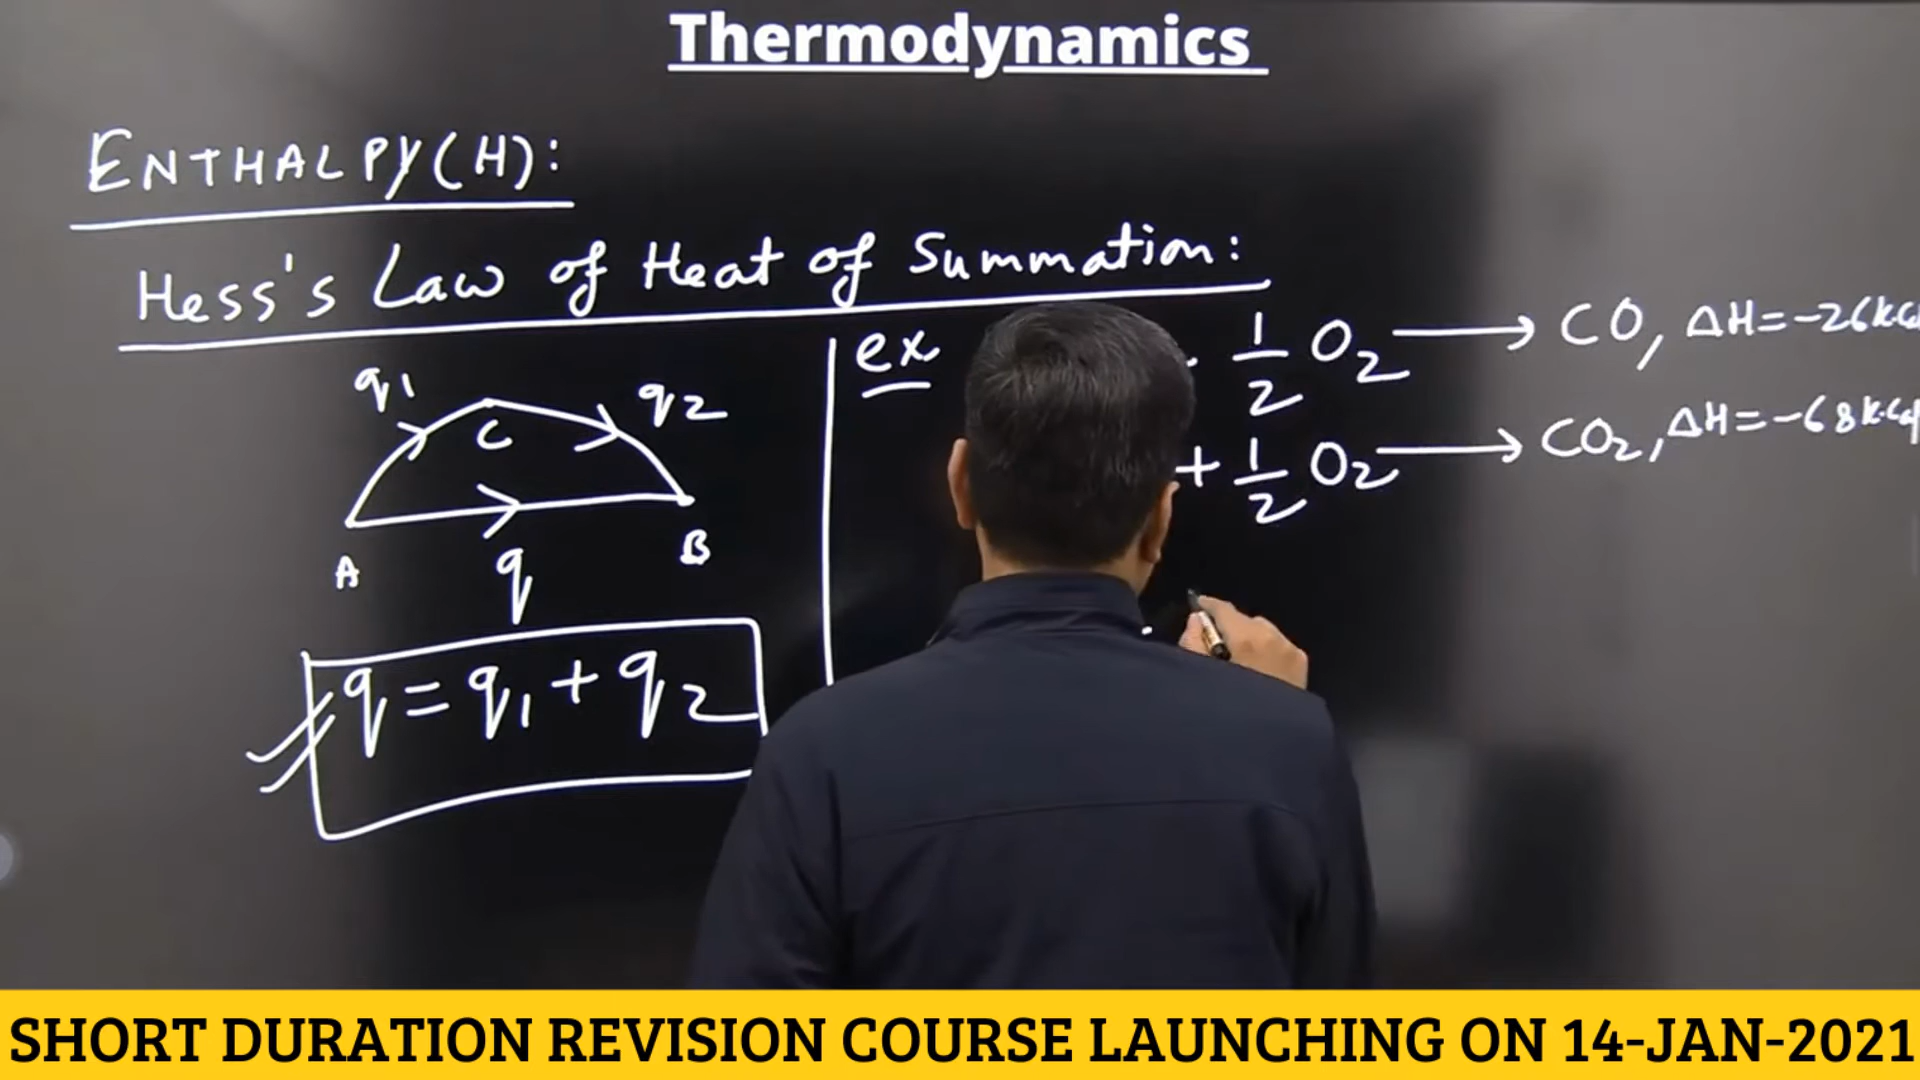 Thermodynamics
ENTHALPY(H):
Hess's Law of Heat of Summation:
q1
C
q2
A
B
q
q = q1 + q2
ex
1/2 O2 → CO, ΔH = -26
+ 1/2 O2 → CO2, ΔH = -68 K.Cal
SHORT DURATION REVISION COURSE LAUNCHING ON 14-JAN-2021